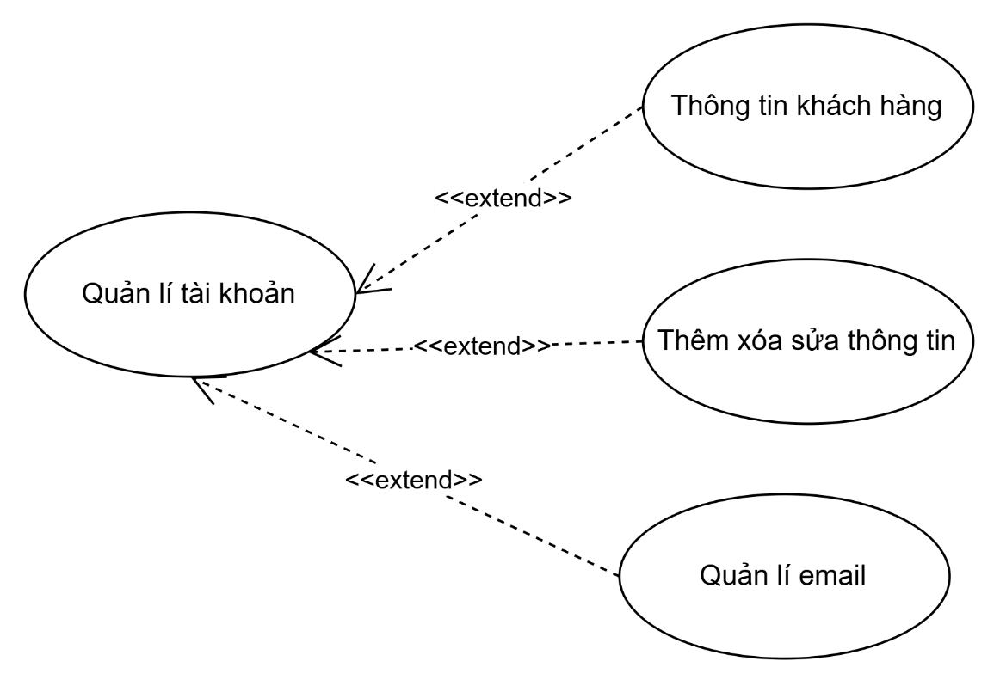 Thông tin khách hàng
<<extend>>
Quản lí tài khoản
<<extend>>
Thêm xóa sửa thông tin
<<extend>>
Quản lí email